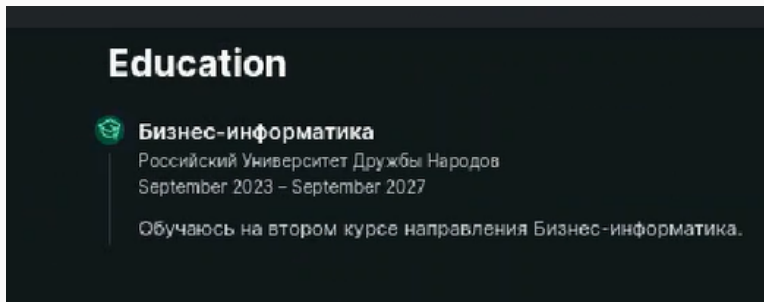 Education
Бизнес-информатика
Российский Университет Дружбы Народов
September 2023 – September 2027
Обучаюсь на втором курсе направления Бизнес-информатика.